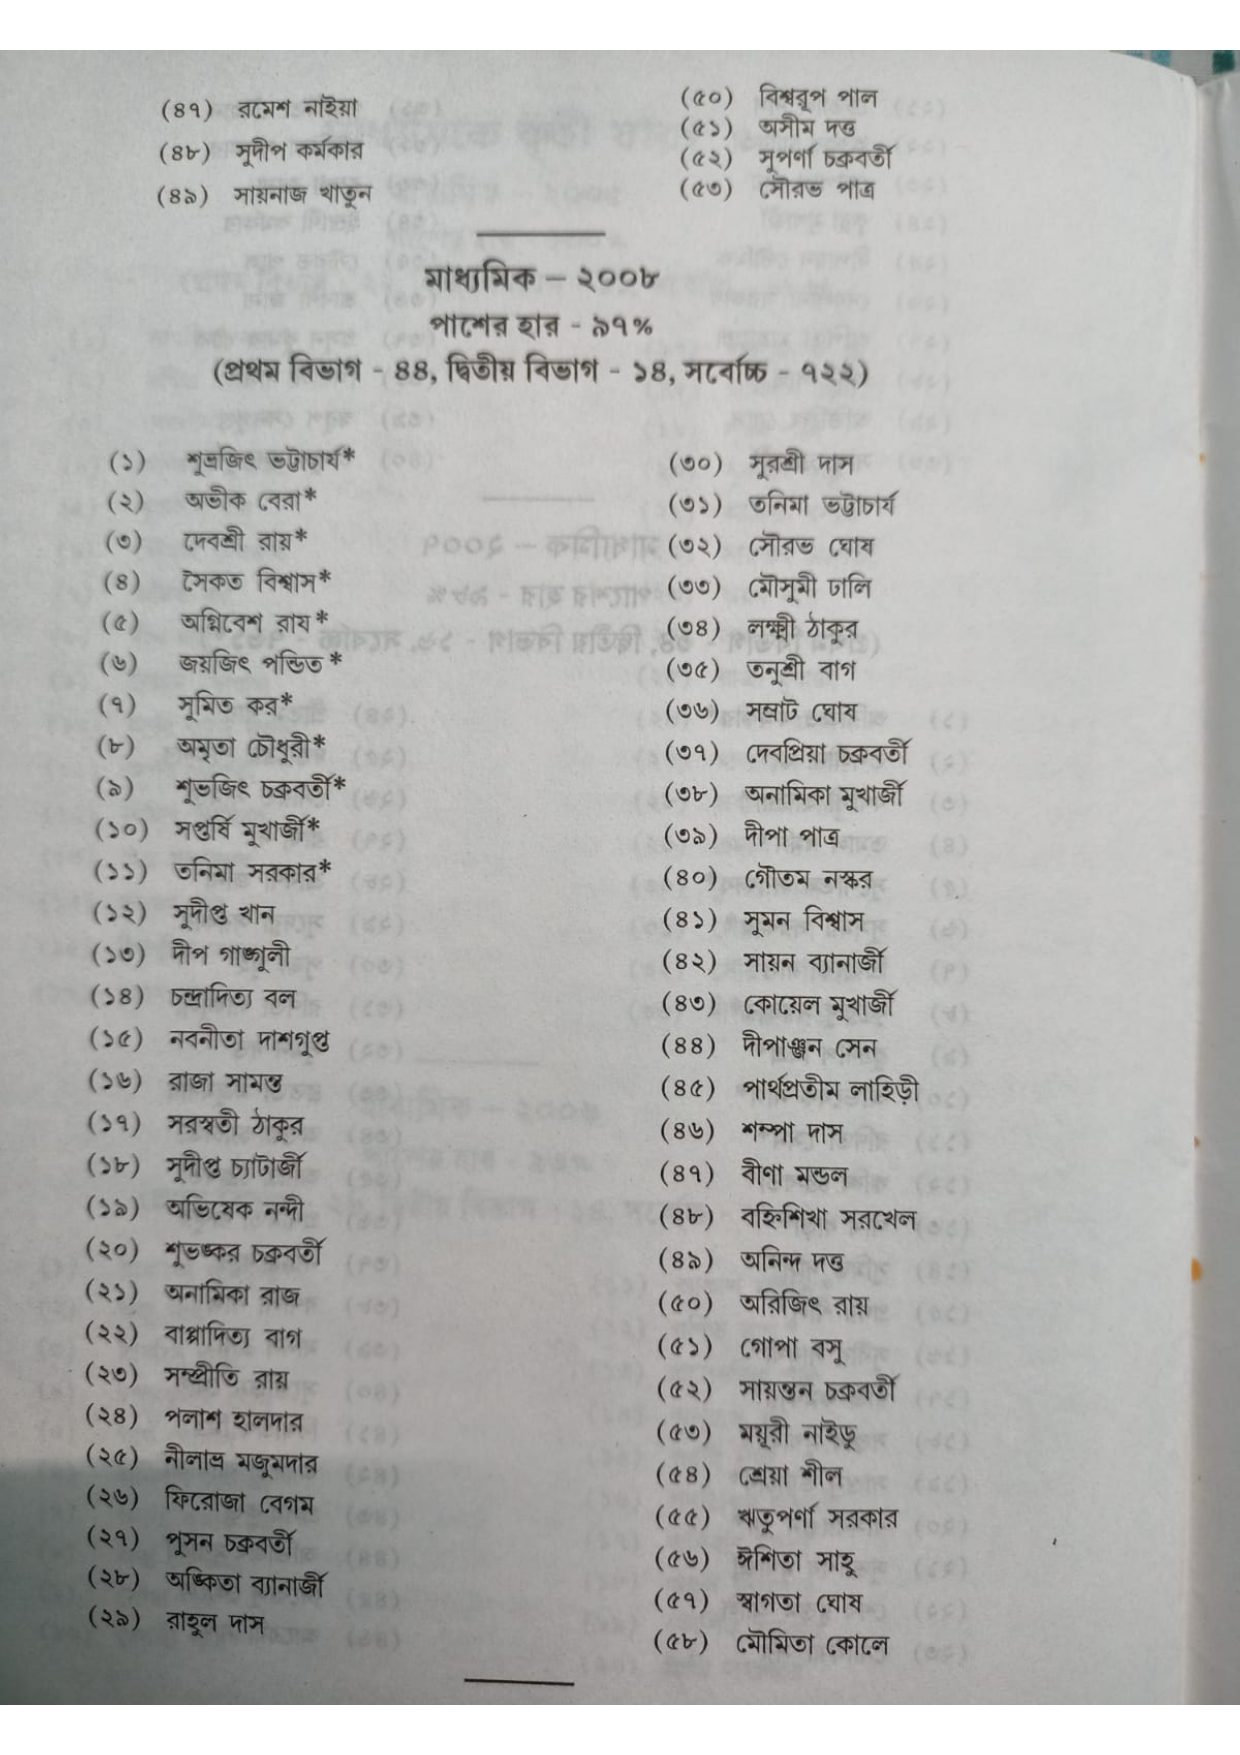 (৪৭) রমেশ নাইয়া
(৪৮) সুদীপ কর্মকার
(৪৯) সায়নাজ খাতুন
(৫০) বিশ্বরূপ পাল
(৫১) অসীম দত্ত
(৫২) সুপর্ণা চক্রবর্তী
(৫৩) সৌরভ পাত্র
মাধ্যমিক – ২০০৮
পাশের হার - ৯৭%
(প্রথম বিভাগ - ৪৪, দ্বিতীয় বিভাগ - ১৪, সর্বোচ্চ - ৭২২)
(১) শুভ্রজিৎ ভট্টাচার্য*
(২) অভীক বেরা*
(৩) দেবশ্রী রায়*
(৪) সৈকত বিশ্বাস*
(৫) অগ্নিবেশ রায*
(৬) জয়জিৎ পন্ডিত*
(৭) সুমিত কর*
(৮) অমৃতা চৌধুরী*
(৯) শুভজিৎ চক্রবর্তী*
(১০) সপ্তর্ষি মুখার্জী*
(১১) তনিমা সরকার*
(১২) সুদীপ্ত খান
(১৩) দীপ গাঙ্গুলী
(১৪) চন্দ্রাদিত্য বল
(১৫) নবনীতা দাশগুপ্ত
(১৬) রাজা সামন্ত
(১৭) সরস্বতী ঠাকুর
(১৮) সুদীপ্ত চ্যাটার্জী
(১৯) অভিষেক নন্দী
(২০) শুভঙ্কর চক্রবর্তী
(২১) অনামিকা রাজ
(২২) বাপ্পাদিত্য বাগ
(২৩) সম্প্রীতি রায়
(২৪) পলাশ হালদার
(২৫) নীলাভ্র মজুমদার
(২৬) ফিরোজা বেগম
(২৭) পুসন চক্রবর্তী
(২৮) অঙ্কিতা ব্যানার্জী
(২৯) রাহুল দাস
(৩০) সুরশ্রী দাস
(৩১) তনিমা ভট্টাচার্য
(৩২) সৌরভ ঘোষ
(৩৩) মৌসুমী ঢালি
(৩৪) লক্ষ্মী ঠাকুর
(৩৫) তনুশ্রী বাগ
(৩৬) সম্রাট ঘোষ
(৩৭) দেবপ্রিয়া চক্রবর্তী
(৩৮) অনামিকা মুখার্জী
(৩৯) দীপা পাত্র
(৪০) গৌতম নস্কর
(৪১) সুমন বিশ্বাস
(৪২) সায়ন ব্যানার্জী
(৪৩) কোয়েল মুখার্জী
(৪৪) দীপাঞ্জন সেন
(৪৫) পার্থপ্রতীম লাহিড়ী
(৪৬) শম্পা দাস
(৪৭) বীণা মন্ডল
(৪৮) বহ্নিশিখা সরখেল
(৪৯) অনিন্দ দত্ত
(৫০) অরিজিৎ রায়
(৫১) গোপা বসু
(৫২) সায়ন্তন চক্রবর্তী
(৫৩) ময়ূরী নাইডু
(৫৪) শ্রেয়া শীল
(৫৫) ঋতুপর্ণা সরকার
(৫৬) ঈশিতা সাহু
(৫৭) স্বাগতা ঘোষ
(৫৮) মৌমিতা কোলে